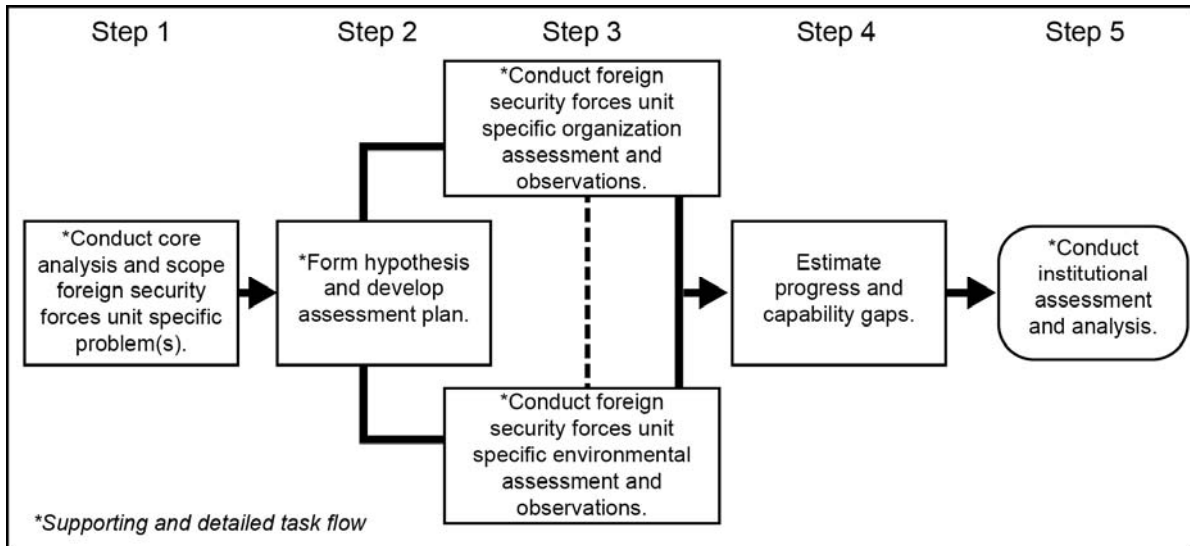 Step 1
Step 2
Step 3
Step 4
Step 5
*Conduct core
analysis and scope
foreign security
forces unit specific
problem(s).
*Form hypothesis
and develop
assessment plan.
*Conduct foreign
security forces unit
specific organization
assessment and
observations.
*Conduct foreign
security forces unit
specific environmental
assessment and
observations.
Estimate
progress and
capability gaps.
*Conduct
institutional
assessment
and analysis.
*Supporting and detailed task flow